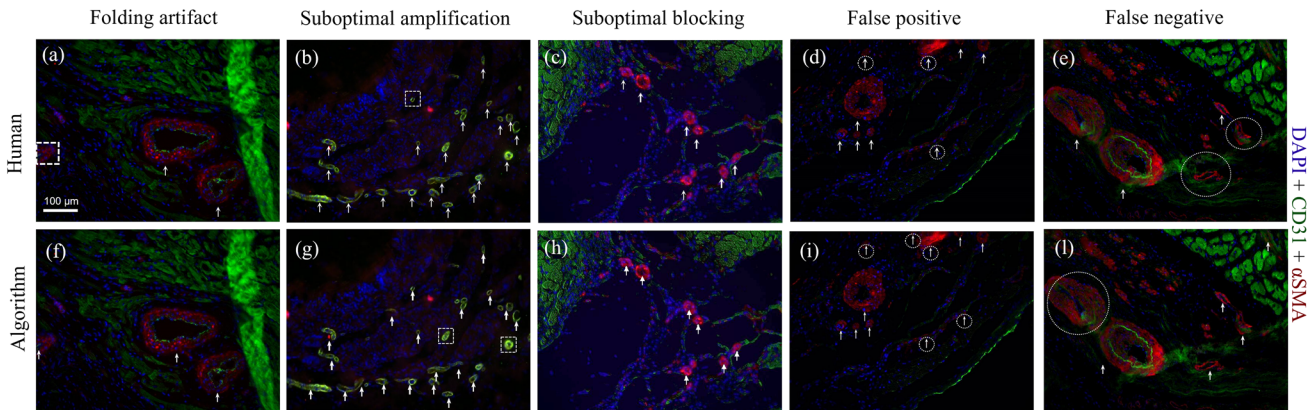 Folding artifact
Suboptimal amplification
Suboptimal blocking
False positive
False negative
Human
(a)
(b)
(c)
(d)
(e)
100 µm
Algorithm
(f)
(g)
(h)
(i)
(l)
DAPI + CD31 + αSMA